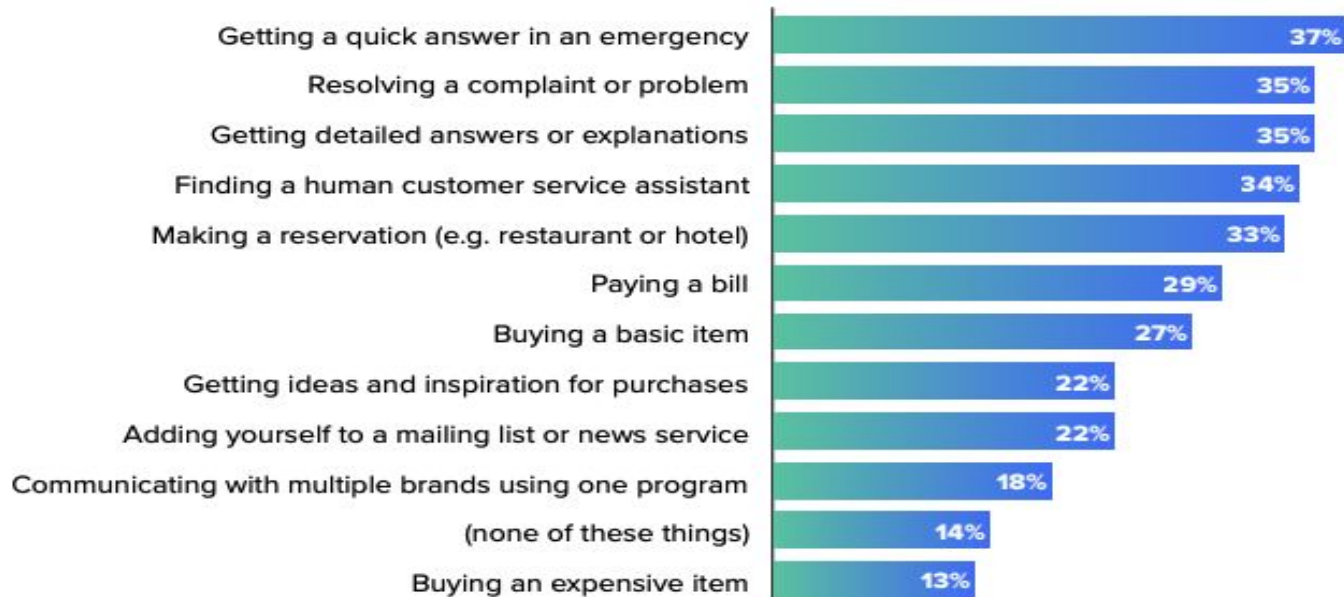 Getting a quick answer in an emergency 37%
Resolving a complaint or problem 35%
Getting detailed answers or explanations 35%
Finding a human customer service assistant 34%
Making a reservation (e.g. restaurant or hotel) 33%
Paying a bill 29%
Buying a basic item 27%
Getting ideas and inspiration for purchases 22%
Adding yourself to a mailing list or news service 22%
Communicating with multiple brands using one program 18%
(none of these things) 14%
Buying an expensive item 13%